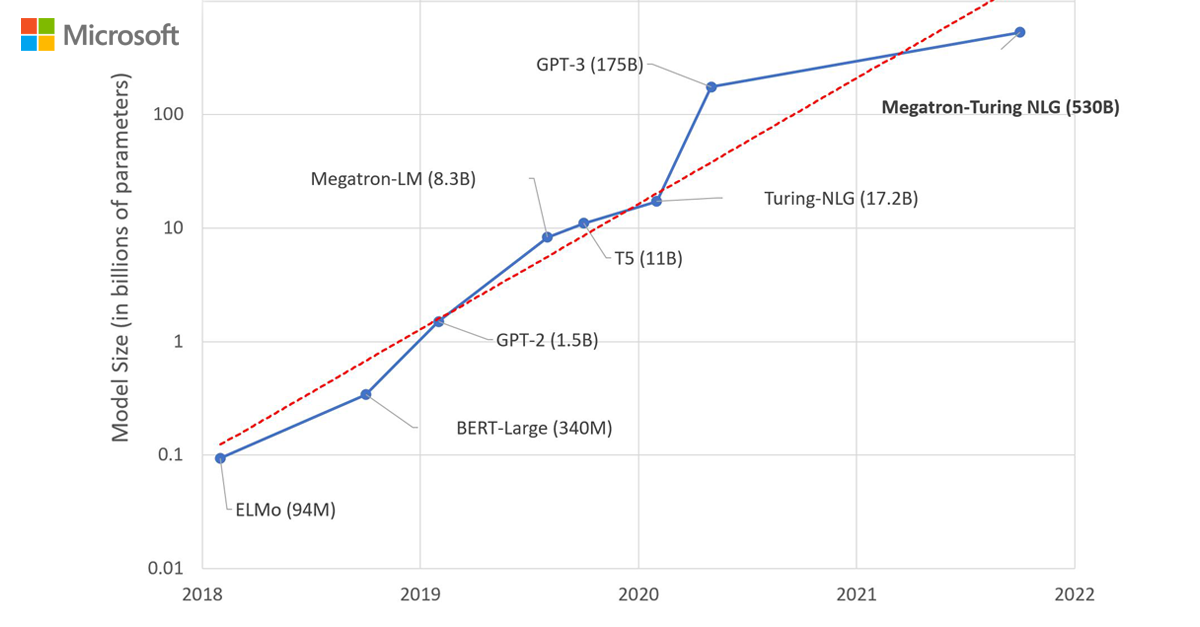 Microsoft
Model Size (in billions of parameters)
100
10
1
0.1
0.01
2018
2019
2020
2021
2022
GPT-3 (175B)
Megatron-Turing NLG (530B)
Megatron-LM (8.3B)
Turing-NLG (17.2B)
T5 (11B)
GPT-2 (1.5B)
BERT-Large (340M)
ELMo (94M)